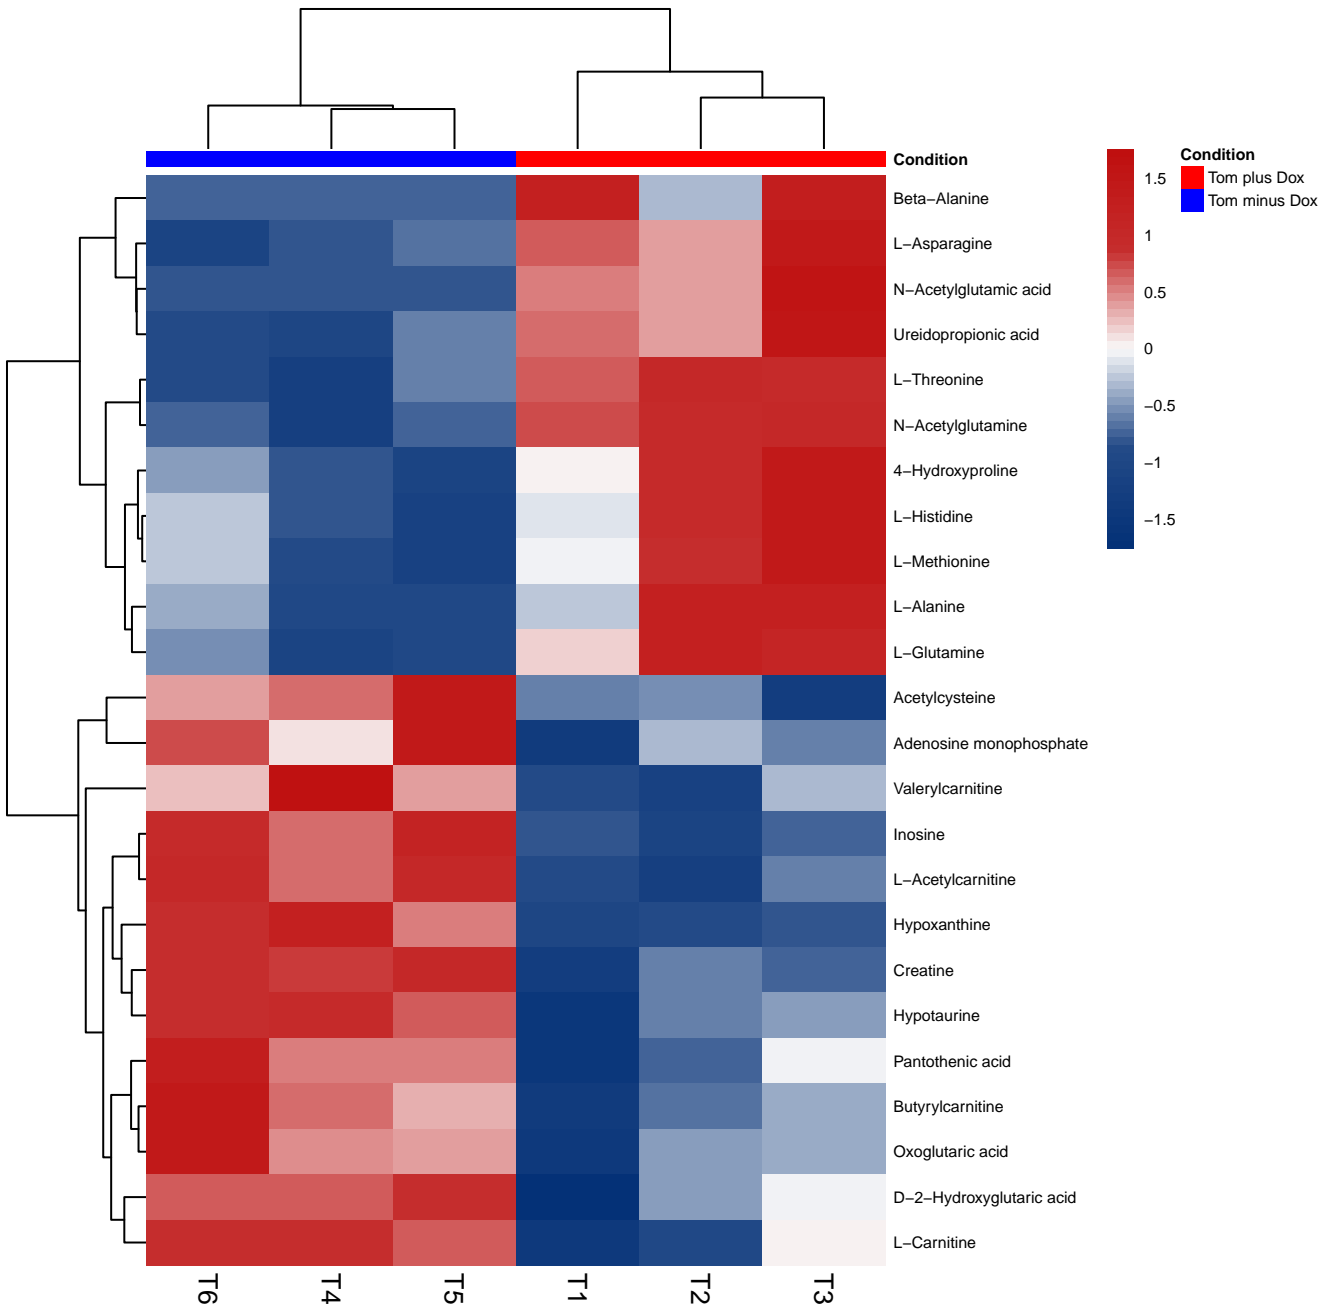 Condition
Beta−Alanine
L−Asparagine
N−Acetylglutamic acid
Ureidopropionic acid
L−Threonine
N−Acetylglutamine
4−Hydroxyproline
L−Histidine
L−Methionine
L−Alanine
L−Glutamine
Acetylcysteine
Adenosine monophosphate
Valerylcarnitine
Inosine
L−Acetylcarnitine
Hypoxanthine
Creatine
Hypotaurine
Pantothenic acid
Butyrylcarnitine
Oxoglutaric acid
D−2−Hydroxyglutaric acid
L−Carnitine
T6
T4
T5
T1
T2
T3
1.5
1
0.5
0
−0.5
−1
−1.5
Condition
Tom plus Dox
Tom minus Dox